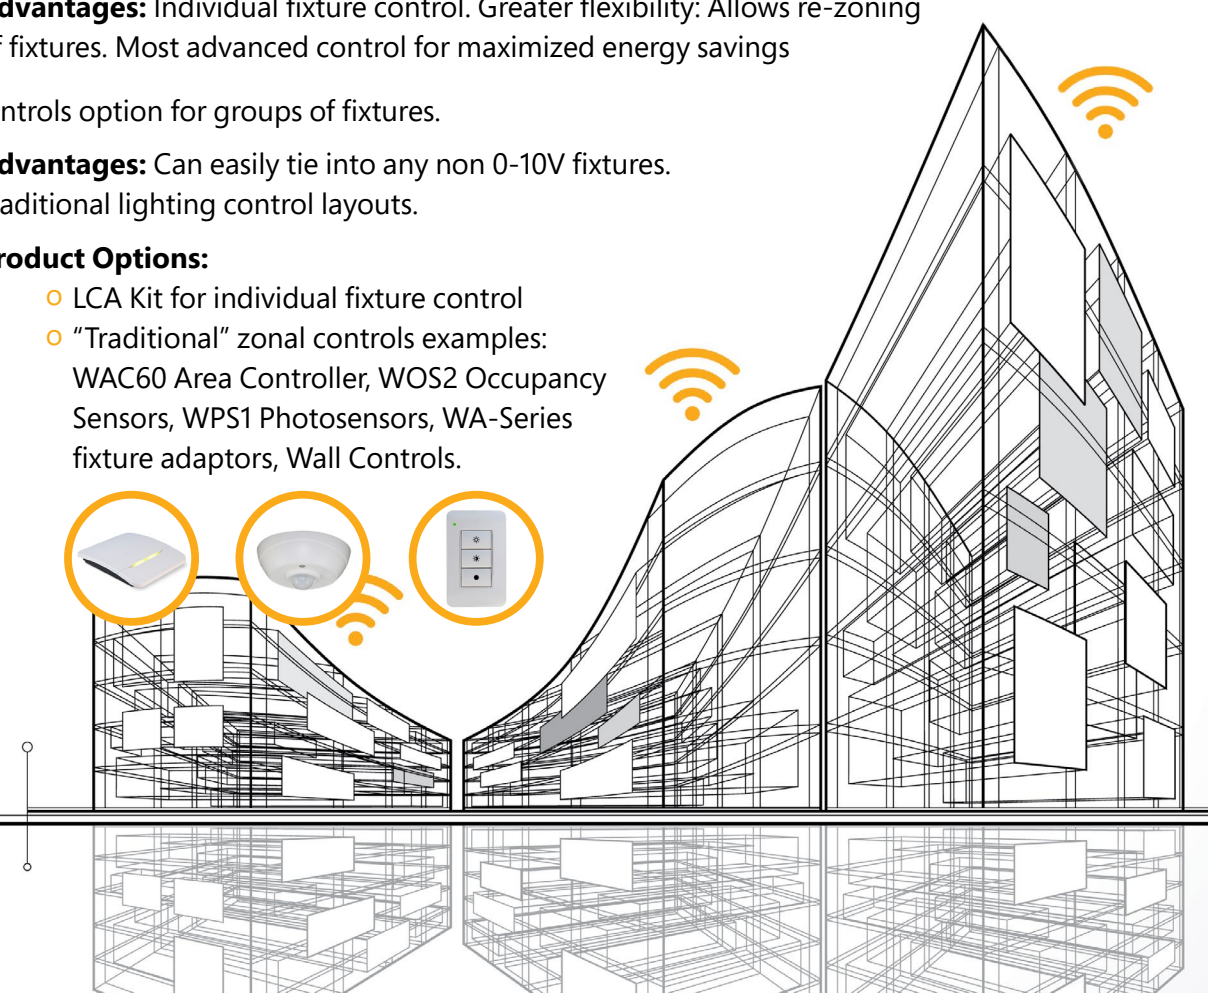 dvantages: Individual fixture control. Greater flexibility: Allows re-zoning
f fixtures. Most advanced control for maximized energy savings
ntrols option for groups of fixtures.
dvantages: Can easily tie into any non 0-10V fixtures.
aditional lighting control layouts.
roduct Options:
o LCA Kit for individual fixture control
o “Traditional” zonal controls examples:
WAC60 Area Controller, WOS2 Occupancy
Sensors, WPS1 Photosensors, WA-Series
fixture adaptors, Wall Controls.